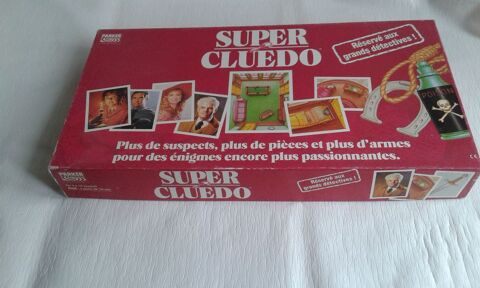 PARKER
SUPER
CLUEDO
Réservé aux
grands détectives !
POISON
Plus de suspects, plus de pièces et plus d'armes
pour des énigmes encore plus passionnantes.
PARKER
SUPER
CLUEDO
Réservé aux
grands détectives !